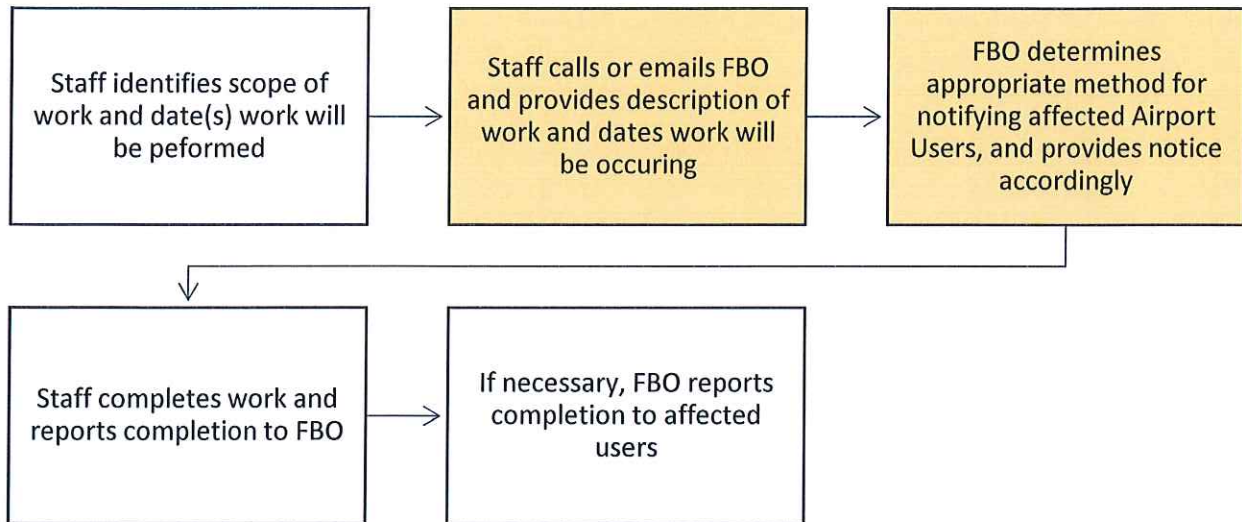 Staff identifies scope of
work and date(s) work will
be peformed
Staff calls or emails FBO
and provides description of
work and dates work will
be occuring
FBO determines
appropriate method for
notifying affected Airport
Users, and provides notice
accordingly
Staff completes work and
reports completion to FBO
If necessary, FBO reports
completion to affected
users